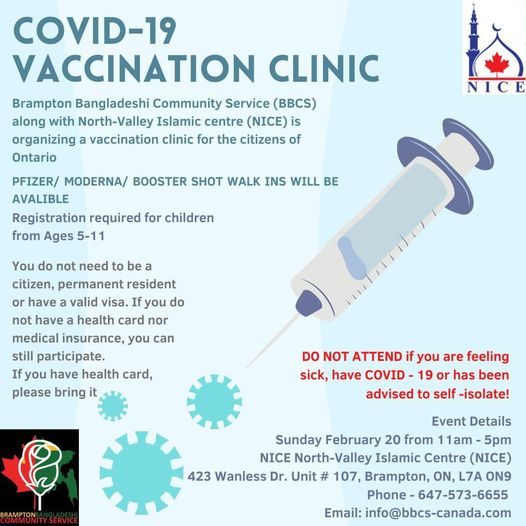 COVID-19
VACCINATION CLINIC
NICE
Brampton Bangladeshi Community Service (BBCS)
along with North-Valley Islamic centre (NICE) is
organizing a vaccination clinic for the citizens of
Ontario
PFIZER/ MODERNA/ BOOSTER SHOT WALK INS WILL BE
AVALIBLE
Registration required for children
from Ages 5-11
You do not need to be a
citizen, permanent resident
or have a valid visa. If you do
not have a health card nor
medical insurance, you can
still participate.
If you have health card,
please bring it
DO NOT ATTEND if you are feeling
sick, have COVID - 19 or has been
advised to self -isolate!
Event Details
Sunday February 20 from 11am - 5pm
NICE North-Valley Islamic Centre (NICE)
423 Wanless Dr. Unit # 107, Brampton, ON, L7A 0N9
Phone - 647-573-6655
Email: info@bbcs-canada.com
BRAMPTONBANGLADESHI
COMMUNITY SERVICE